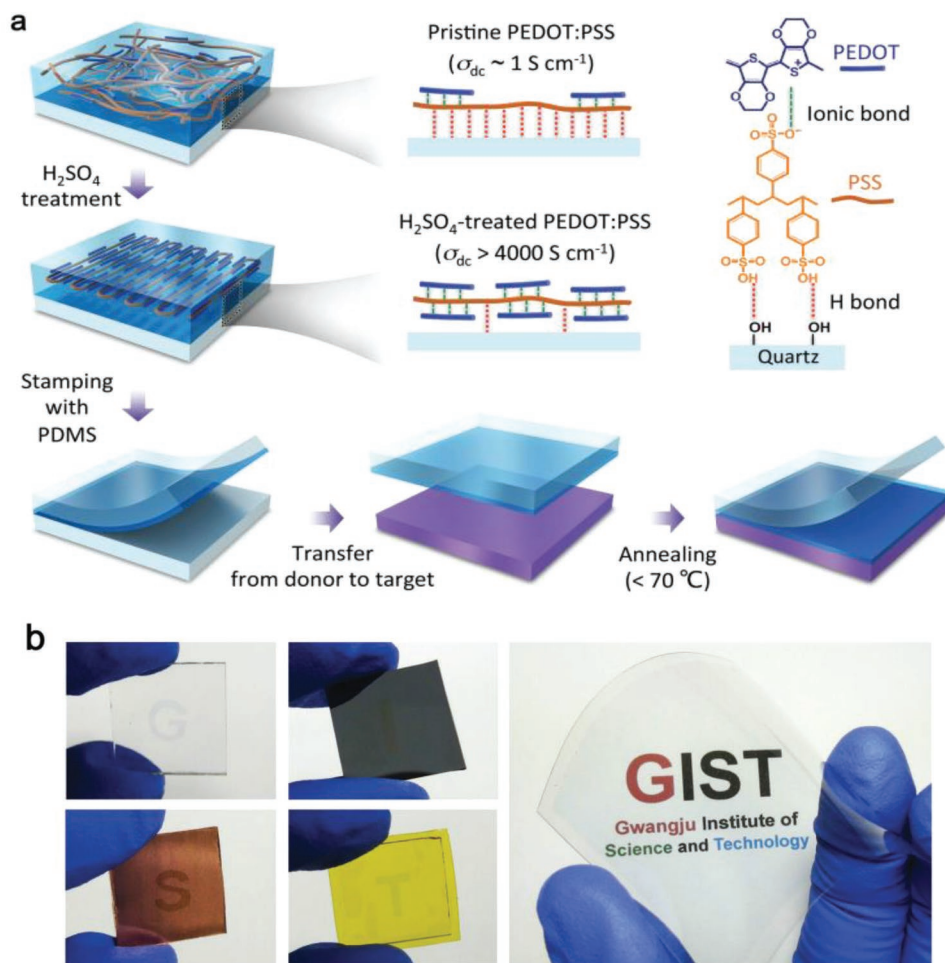 a
Pristine PEDOT:PSS
(σdc ~ 1 S cm⁻¹)
PEDOT
S
S⁺
O
O
O
O
Ionic bond
O
S
O⁻
O
H₂SO₄
treatment
PSS
H₂SO₄-treated PEDOT:PSS
(σdc > 4000 S cm⁻¹)
O
S
O
OH
O
S
O
OH
H bond
OH
OH
Quartz
Stamping
with
PDMS
Transfer
from donor to target
Annealing
(< 70 ℃)
b
G
I
S
T
GIST
Gwangju Institute of
Science and Technology